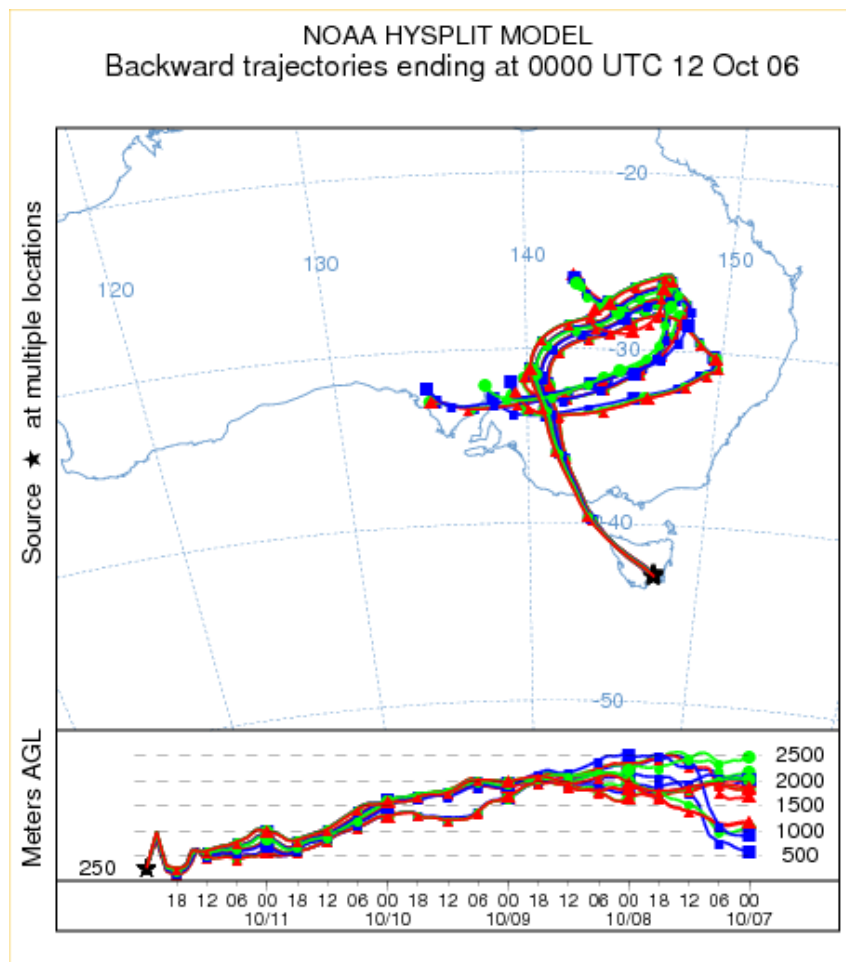 NOAA HYSPLIT MODEL
Backward trajectories ending at 0000 UTC 12 Oct 06
Source ★ at multiple locations
-20
140
150
130
120
-30
-40
-50
Meters AGL
2500
2000
1500
1000
500
250
18 12 06 00 18 12 06 00 18 12 06 00 18 12 06 00 18 12 06 00
10/11 10/10 10/09 10/08 10/07